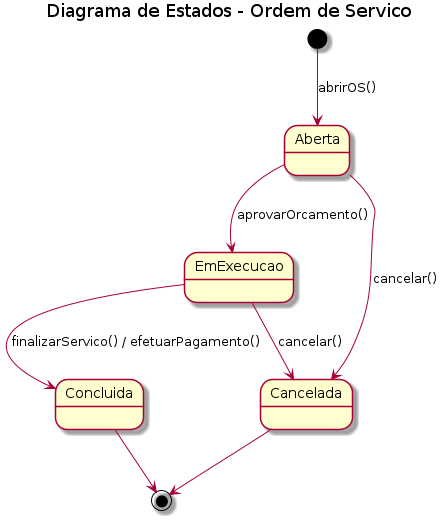 Diagrama de Estados - Ordem de Servico
abrirOS()
Aberta
aprovarOrcamento()
EmExecucao
cancelar()
finalizarServico() / efetuarPagamento()
cancelar()
Concluida
Cancelada